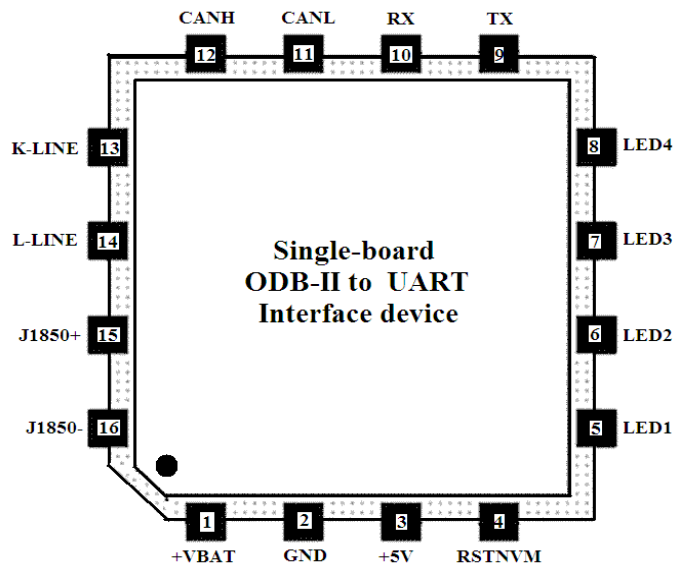 CANH CANL RX TX
12 11 10 9
K-LINE 13 8 LED4
L-LINE 14 7 LED3
Single-board
ODB-II to UART
Interface device
J1850+ 15 6 LED2
J1850- 16 5 LED1
1 2 3 4
+VBAT GND +5V RSTNVM